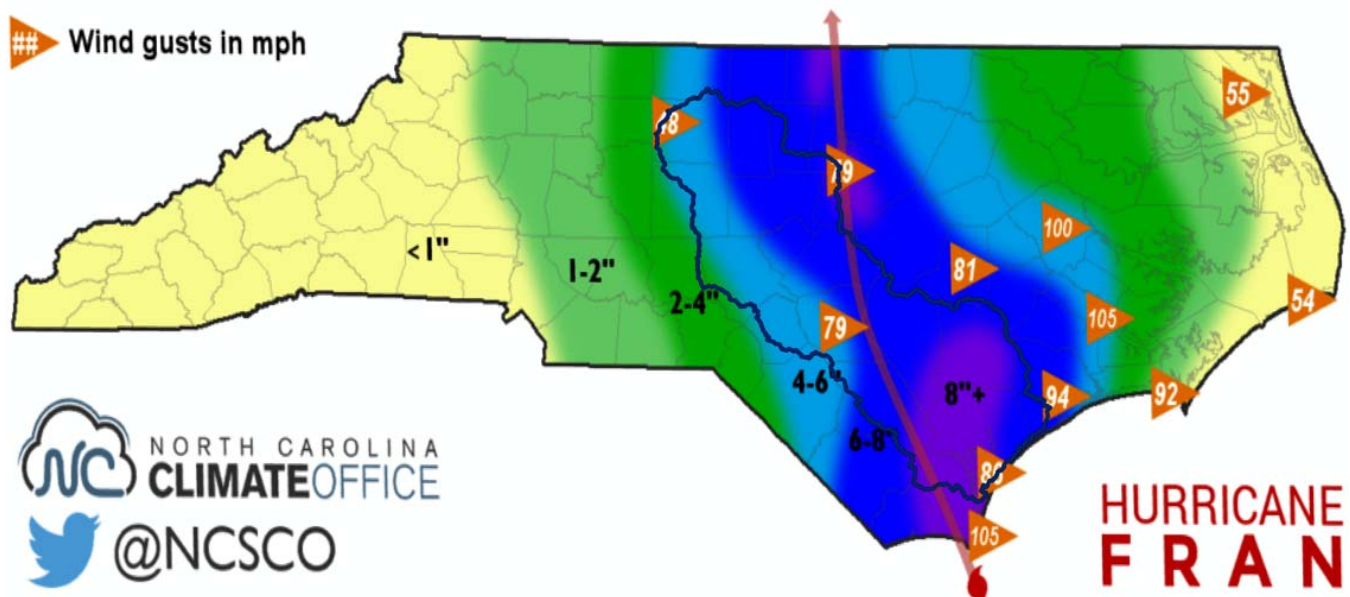 ## Wind gusts in mph
55
48
79
100
<1"
1-2"
81
2-4"
79
105
54
4-6"
8"+
94
92
6-8"
NORTH CAROLINA
CLIMATEOFFICE
NC
@NCSCO
105
HURRICANE
FRAN